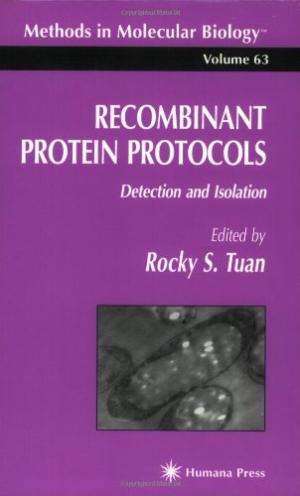 Methods in Molecular Biology™
Volume 63
RECOMBINANT
PROTEIN PROTOCOLS
Detection and Isolation
Edited by
Rocky S. Tuan
Humana Press